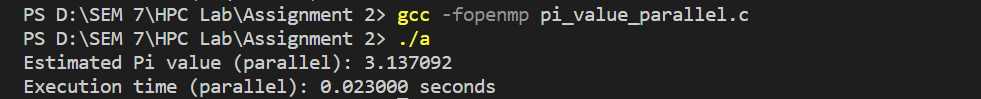 PS D:\SEM 7\HPC Lab\Assignment 2> gcc -fopenmp pi_value_parallel.c
PS D:\SEM 7\HPC Lab\Assignment 2> ./a
Estimated Pi value (parallel): 3.137092
Execution time (parallel): 0.023000 seconds